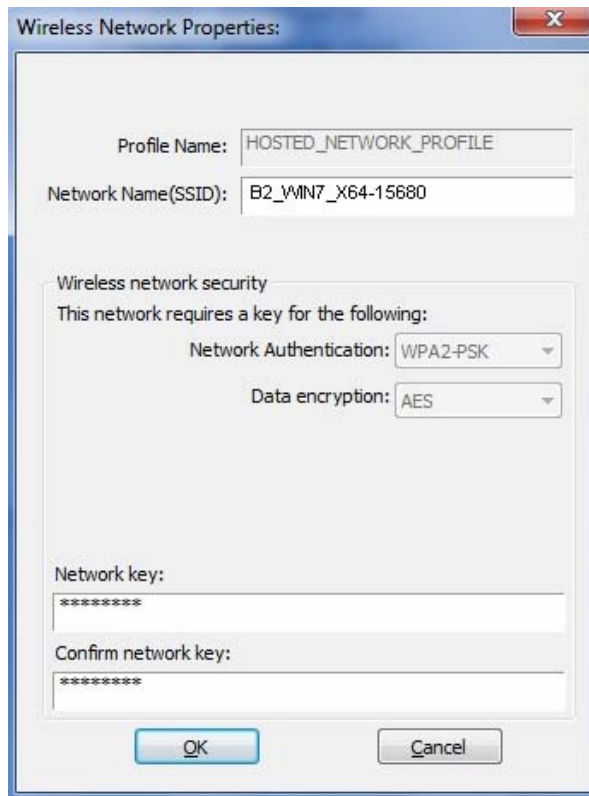 Wireless Network Properties:
Profile Name: HOSTED_NETWORK_PROFILE
Network Name(SSID): B2_WIN7_X64-15680
Wireless network security
This network requires a key for the following:
Network Authentication: WPA2-PSK
Data encryption: AES
Network key:
********
Confirm network key:
********
OK Cancel